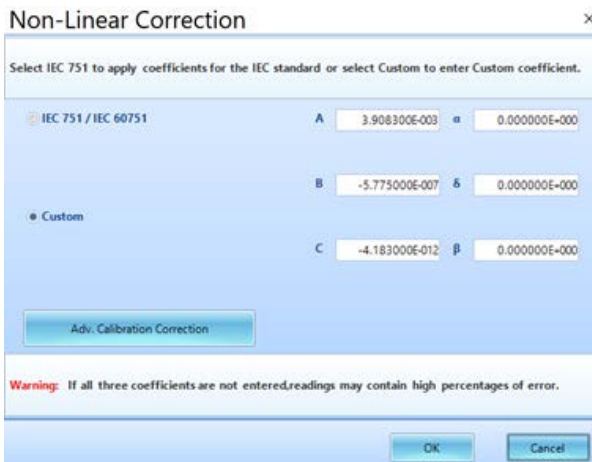 Non-Linear Correction
Select IEC 751 to apply coefficients for the IEC standard or select Custom to enter Custom coefficient.
IEC 751 / IEC 60751
A 3.908300E-003 α 0.000000E+000
B -5.775000E-007 δ 0.000000E+000
Custom
C -4.183000E-012 β 0.000000E+000
Adv. Calibration Correction
Warning: If all three coefficients are not entered,readings may contain high percentages of error.
OK Cancel